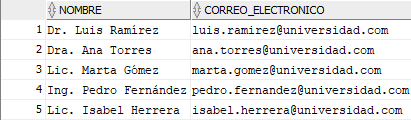 NOMBRE CORREO_ELECTRONICO
1 Dr. Luis Ramírez luis.ramirez@universidad.com
2 Dra. Ana Torres ana.torres@universidad.com
3 Lic. Marta Gómez marta.gomez@universidad.com
4 Ing. Pedro Fernández pedro.fernandez@universidad.com
5 Lic. Isabel Herrera isabel.herrera@universidad.com